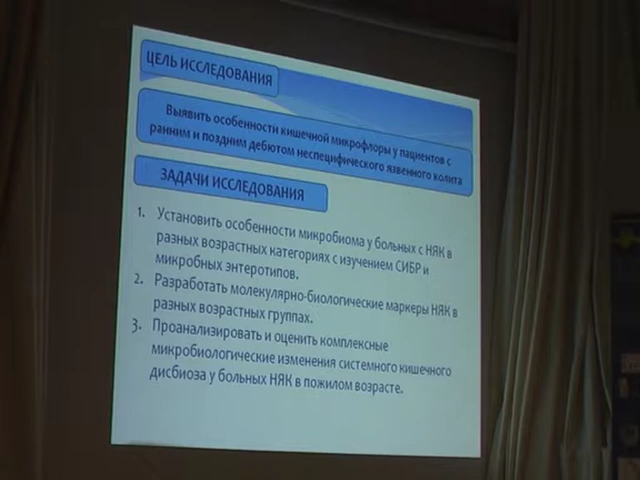 ЦЕЛЬ ИССЛЕДОВАНИЯ
Выявить особенности кишечной микрофлоры у пациентов с
ранним и поздним дебютом неспецифического язвенного колита
ЗАДАЧИ ИССЛЕДОВАНИЯ
1. Установить особенности микробиома у больных с НЯК в
разных возрастных категориях с изучением СИБР и
микробных энтеротипов.
2. Разработать молекулярно-биологические маркеры НЯК в
разных возрастных группах.
3. Проанализировать и оценить комплексные
микробиологические изменения системного кишечного
дисбиоза у больных НЯК в пожилом возрасте.